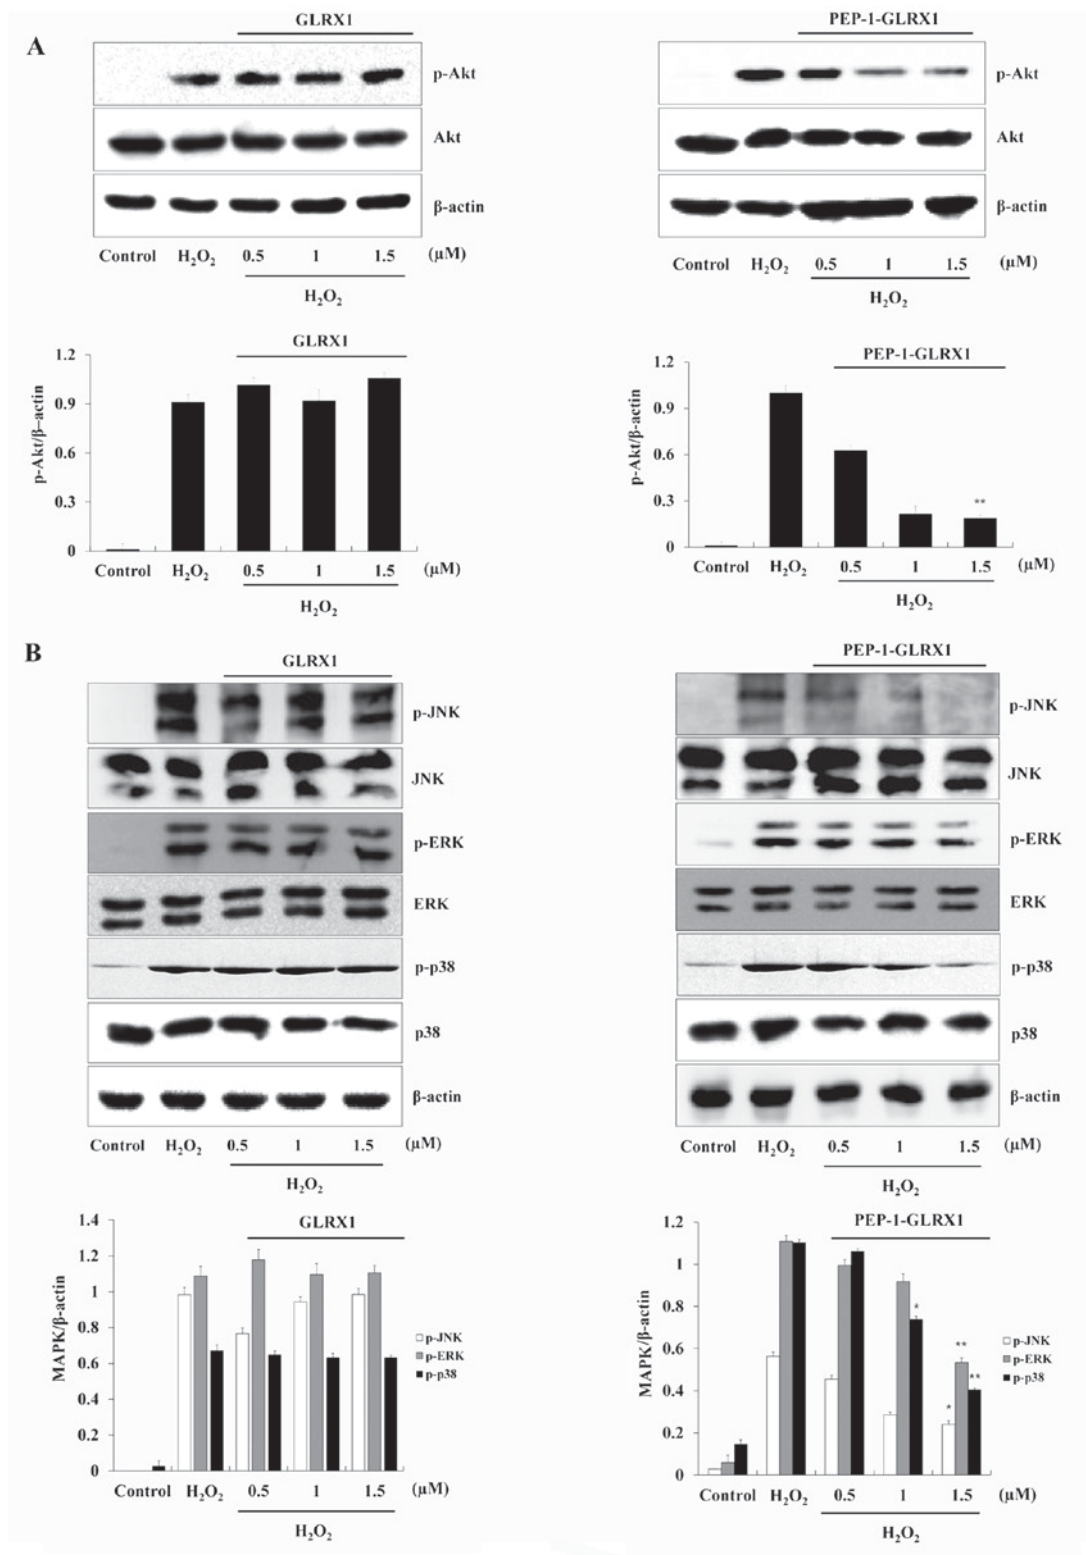 A
GLRX1
p-Akt
Akt
β-actin
Control H₂O₂ 0.5 1 1.5 (μM)
H₂O₂
PEP-1-GLRX1
p-Akt
Akt
β-actin
Control H₂O₂ 0.5 1 1.5 (μM)
H₂O₂
GLRX1
p-Akt/β-actin
1.2
0.9
0.6
0.3
0
Control H₂O₂ 0.5 1 1.5 (μM)
H₂O₂
PEP-1-GLRX1
p-Akt/β-actin
1.2
0.9
0.6
0.3
0
**
Control H₂O₂ 0.5 1 1.5 (μM)
H₂O₂
B
GLRX1
p-JNK
JNK
p-ERK
ERK
p-p38
p38
β-actin
Control H₂O₂ 0.5 1 1.5 (μM)
H₂O₂
PEP-1-GLRX1
p-JNK
JNK
p-ERK
ERK
p-p38
p38
β-actin
Control H₂O₂ 0.5 1 1.5 (μM)
H₂O₂
GLRX1
MAPK/β-actin
1.4
1.2
1
0.8
0.6
0.4
0.2
0
p-JNK
p-ERK
p-p38
Control H₂O₂ 0.5 1 1.5 (μM)
H₂O₂
PEP-1-GLRX1
MAPK/β-actin
1.2
1
0.8
0.6
0.4
0.2
0
*
**
**
*
p-JNK
p-ERK
p-p38
Control H₂O₂ 0.5 1 1.5 (μM)
H₂O₂